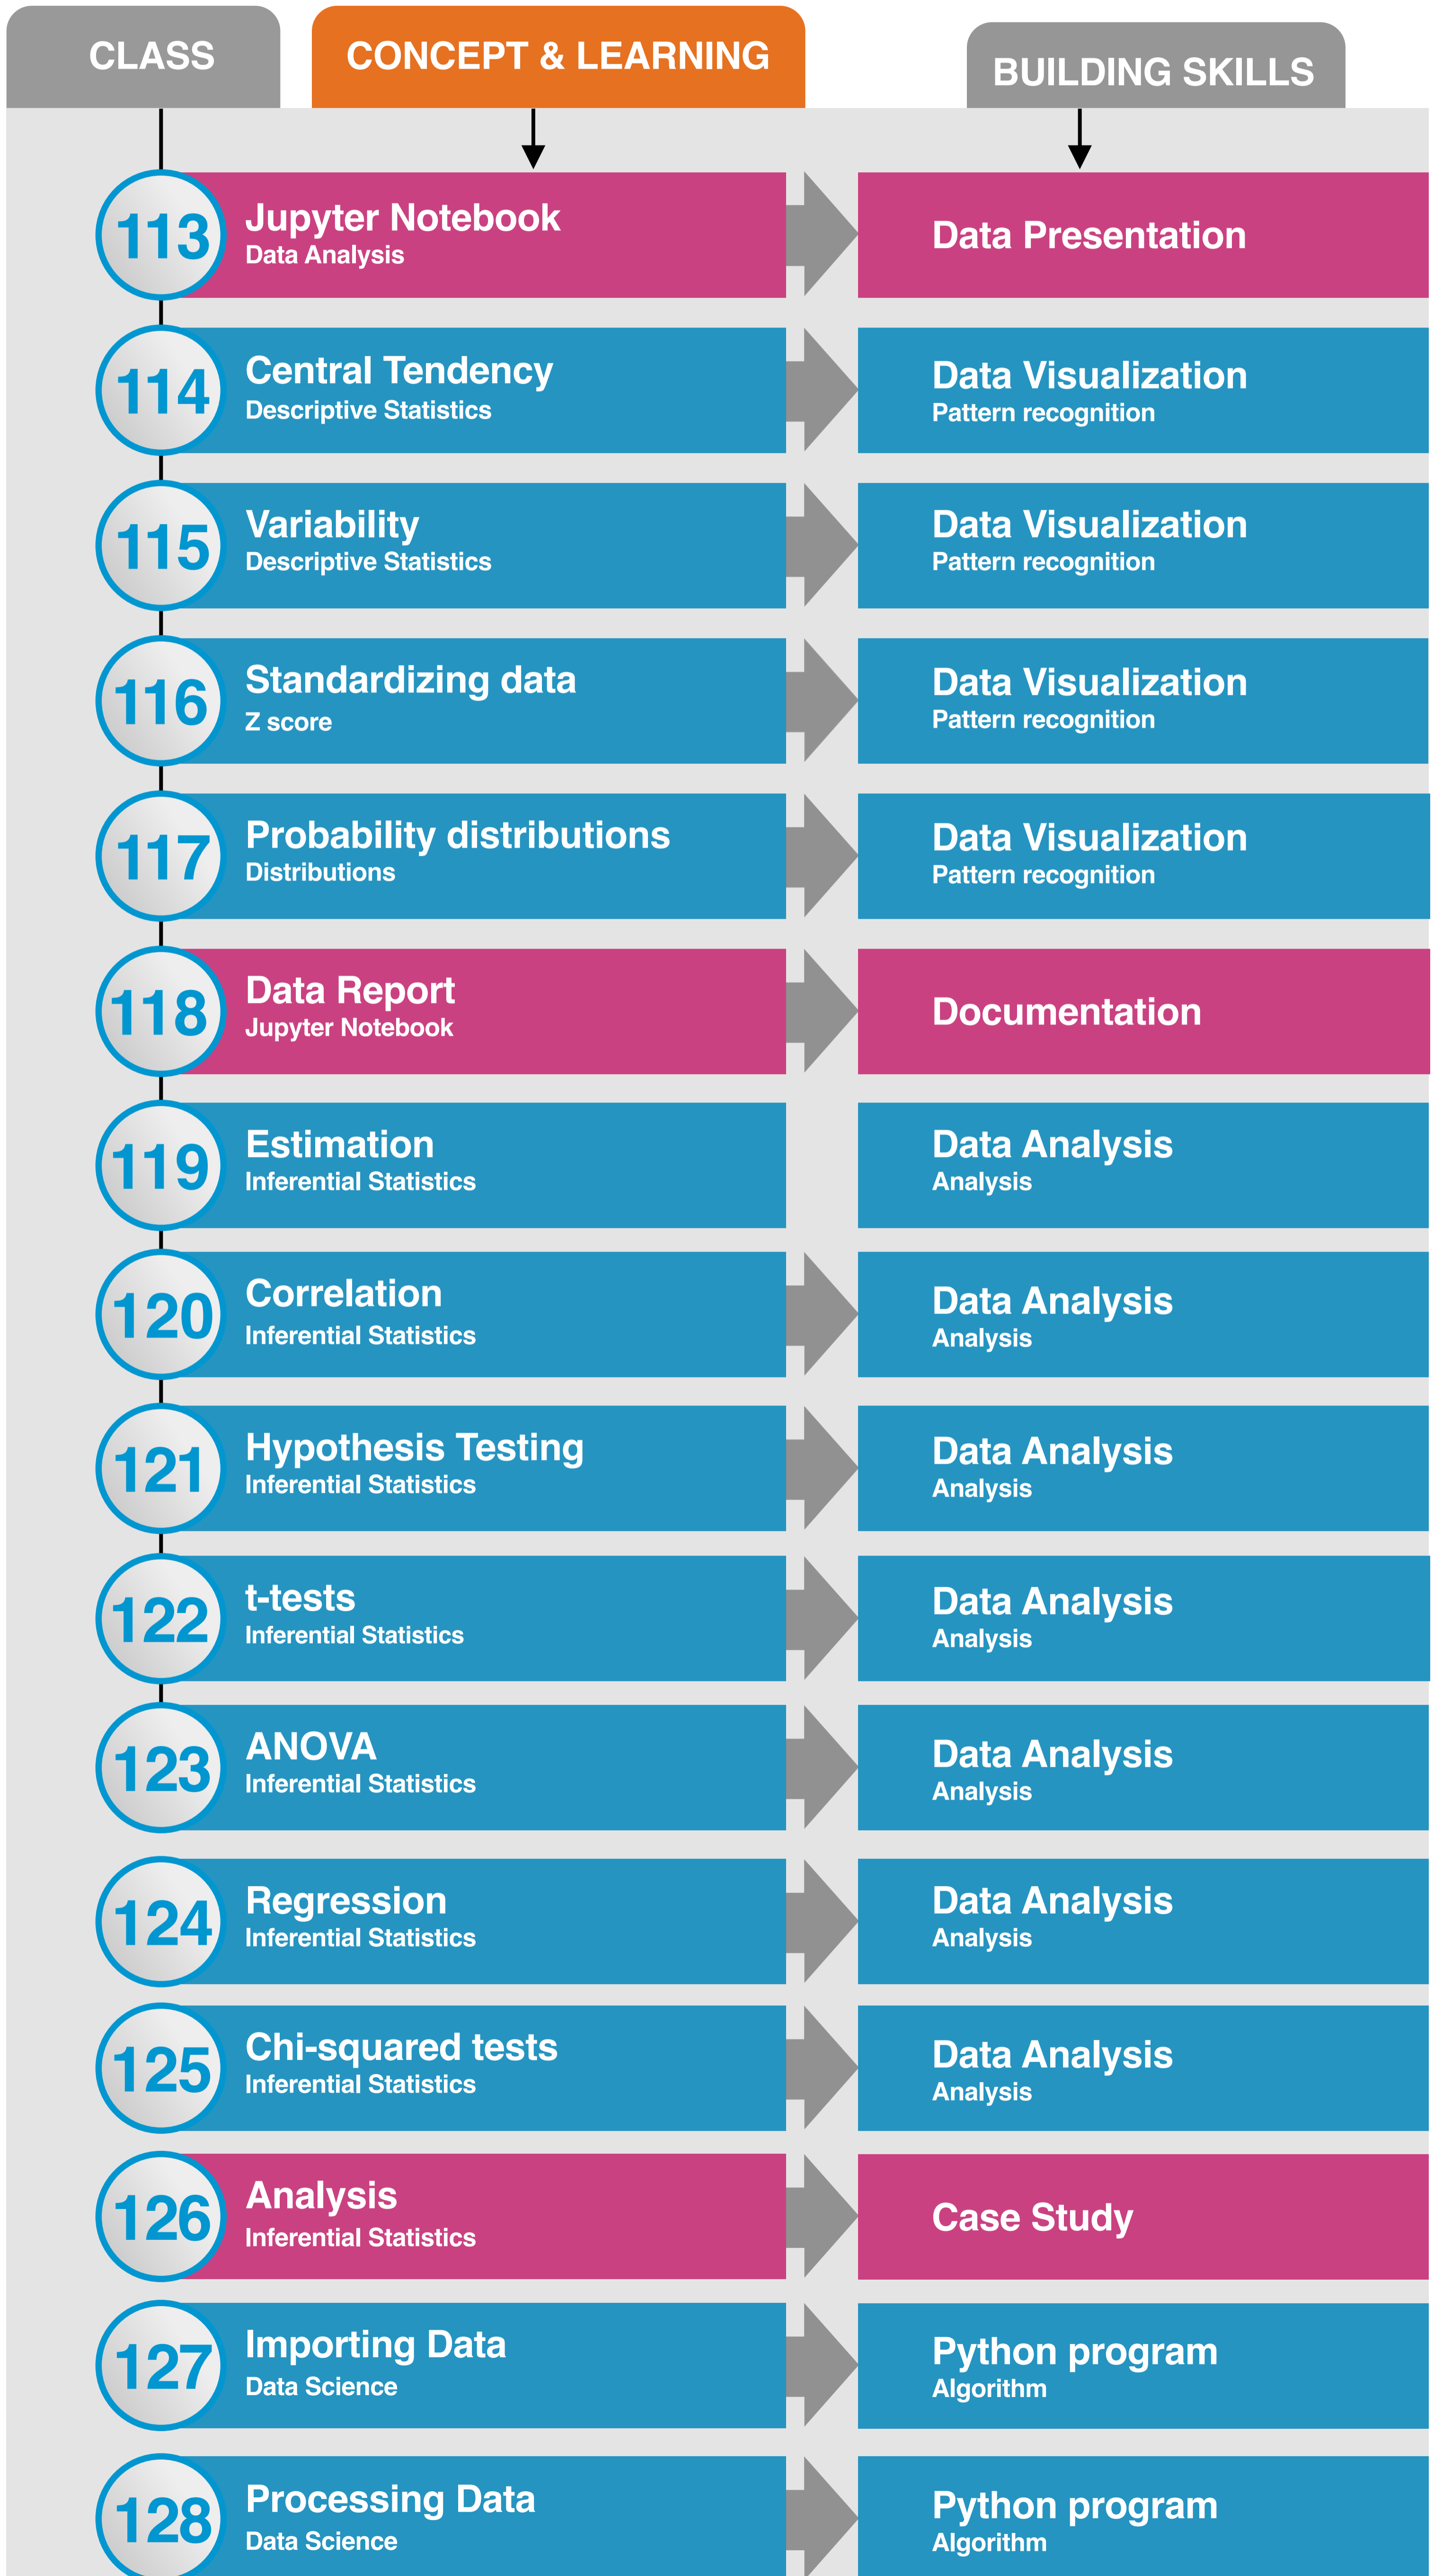 CLASS
CONCEPT & LEARNING
BUILDING SKILLS
113
Jupyter Notebook
Data Analysis
Data Presentation
114
Central Tendency
Descriptive Statistics
Data Visualization
Pattern recognition
115
Variability
Descriptive Statistics
Data Visualization
Pattern recognition
116
Standardizing data
Z score
Data Visualization
Pattern recognition
117
Probability distributions
Distributions
Data Visualization
Pattern recognition
118
Data Report
Jupyter Notebook
Documentation
119
Estimation
Inferential Statistics
Data Analysis
Analysis
120
Correlation
Inferential Statistics
Data Analysis
Analysis
121
Hypothesis Testing
Inferential Statistics
Data Analysis
Analysis
122
t-tests
Inferential Statistics
Data Analysis
Analysis
123
ANOVA
Inferential Statistics
Data Analysis
Analysis
124
Regression
Inferential Statistics
Data Analysis
Analysis
125
Chi-squared tests
Inferential Statistics
Data Analysis
Analysis
126
Analysis
Inferential Statistics
Case Study
127
Importing Data
Data Science
Python program
Algorithm
128
Processing Data
Data Science
Python program
Algorithm